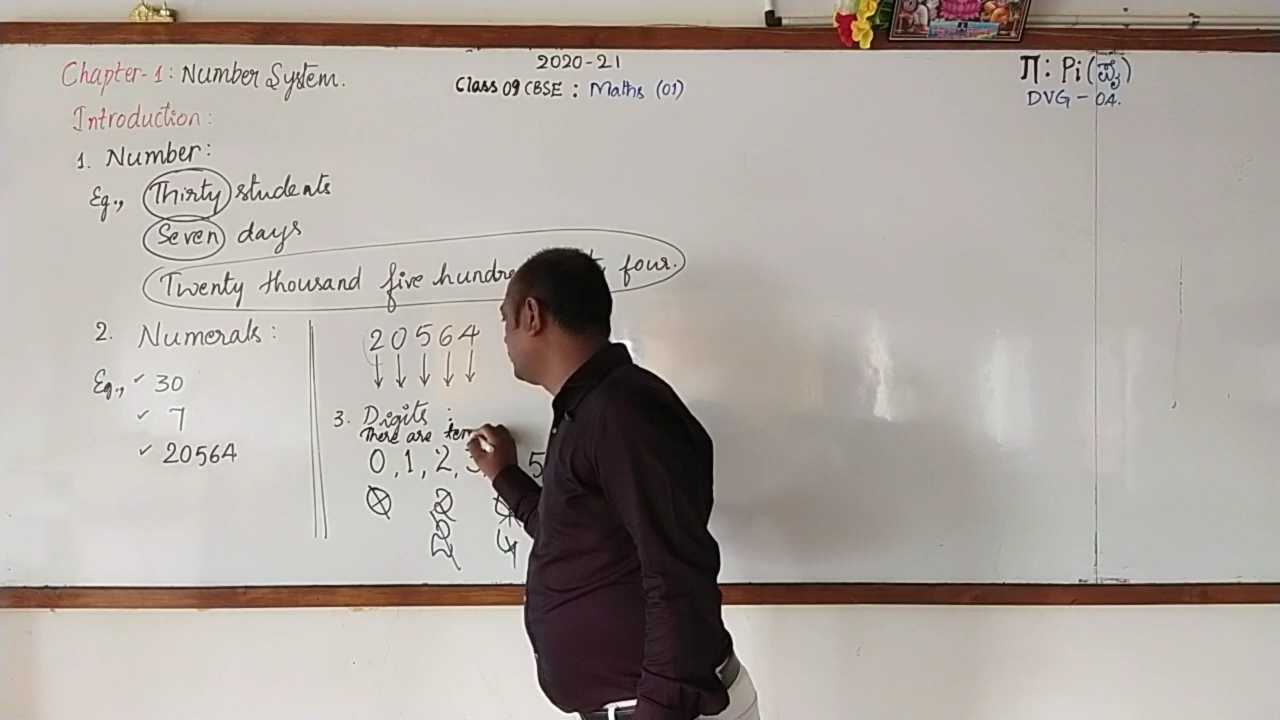 2020-21
Chapter-1: Number System.
Class 09 CBSE : Maths (01)
π: Pi(ಪೈ)
DVG - 04.
Introduction:
1. Number:
Eg., Thirty students
Seven days
Twenty thousand five hundre four.
2. Numerals:
Eg., ✓ 30
✓ 7
✓ 20564
20564
3. Digits :
There are ten
0, 1, 2, 3, 5